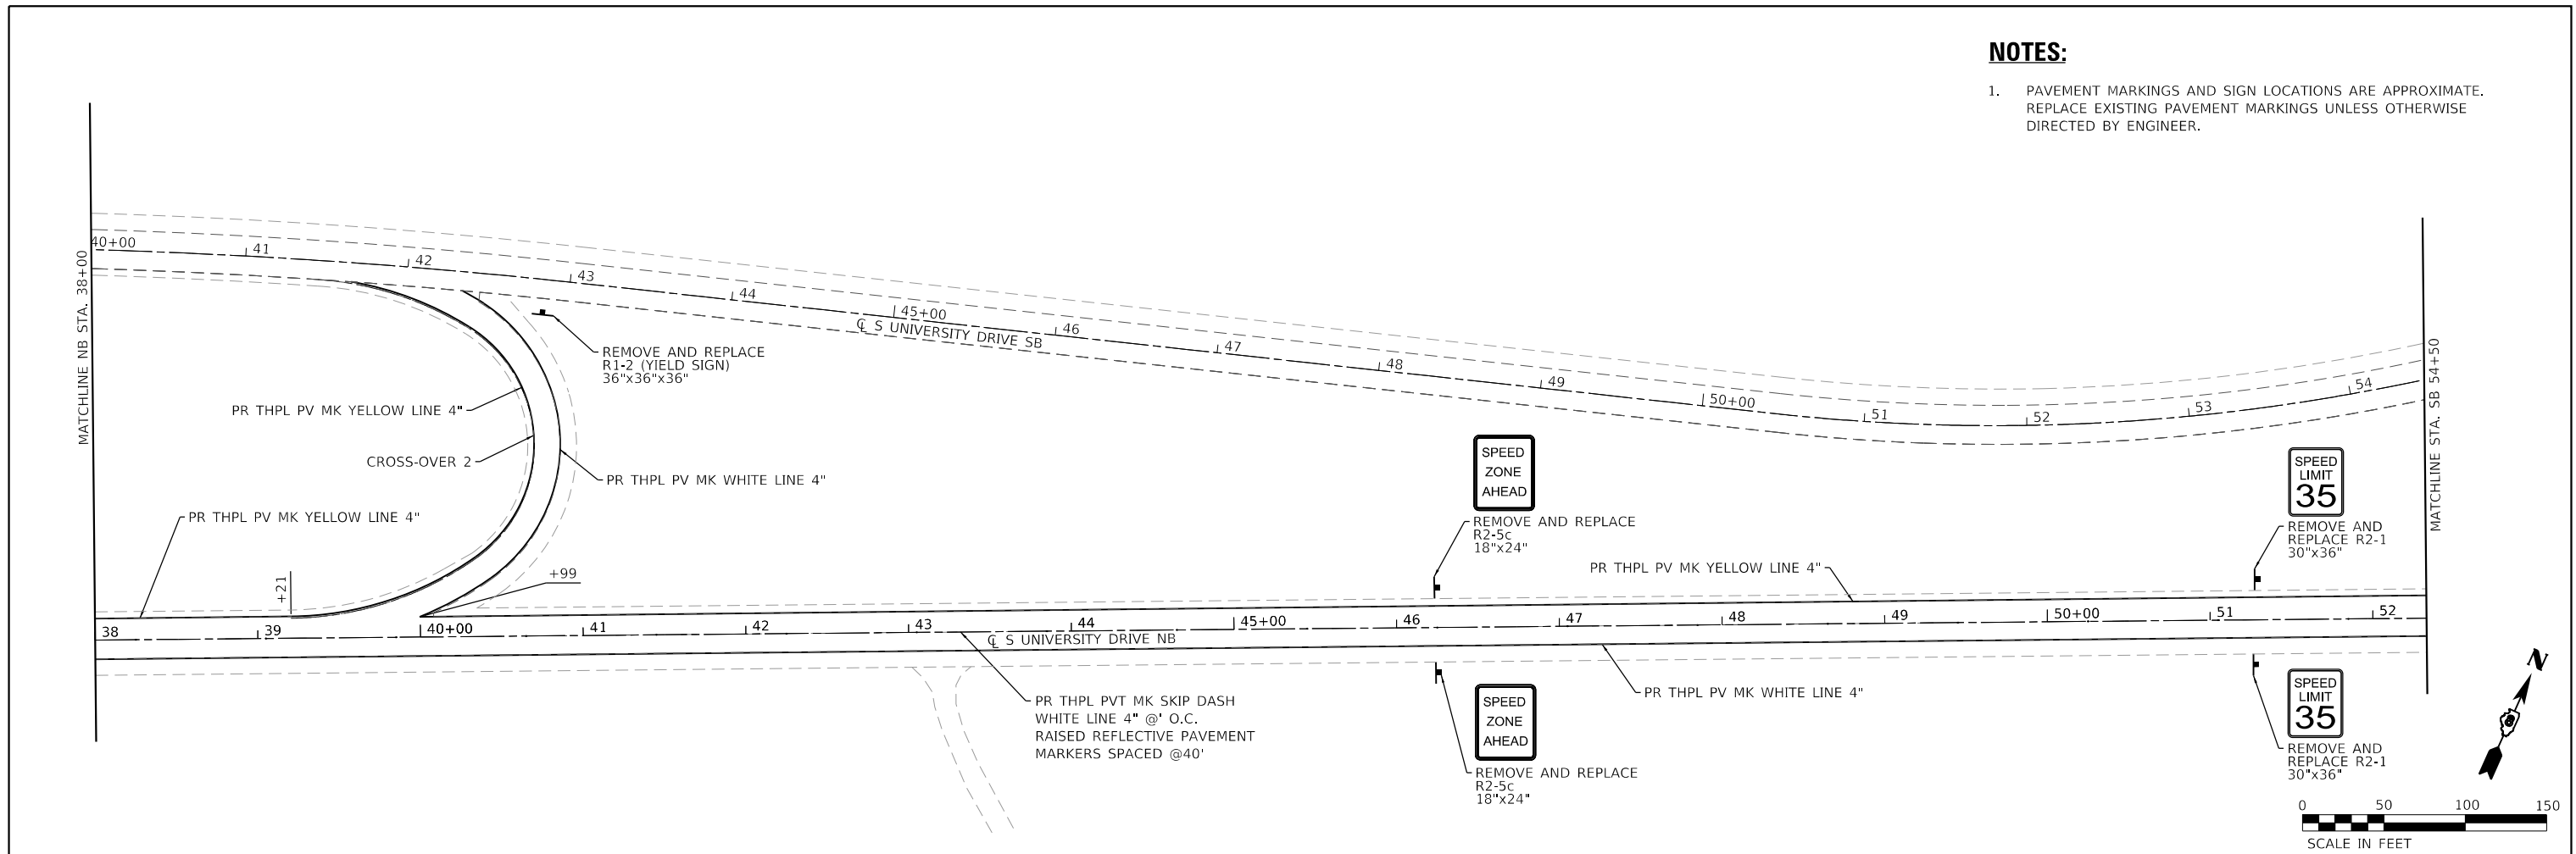 NOTES:
1. PAVEMENT MARKINGS AND SIGN LOCATIONS ARE APPROXIMATE.
REPLACE EXISTING PAVEMENT MARKINGS UNLESS OTHERWISE
DIRECTED BY ENGINEER.
MATCHLINE NB STA. 38+00
40+00
41
42
43
44
45+00
46
47
48
49
50+00
51
52
53
54
℄ S UNIVERSITY DRIVE SB
MATCHLINE STA. SB 54+50
REMOVE AND REPLACE
R1-2 (YIELD SIGN)
36"x36"x36"
PR THPL PV MK YELLOW LINE 4"
CROSS-OVER 2
PR THPL PV MK WHITE LINE 4"
PR THPL PV MK YELLOW LINE 4"
+21
+99
SPEED
ZONE
AHEAD
REMOVE AND REPLACE
R2-5c
18"x24"
PR THPL PV MK YELLOW LINE 4"
SPEED
LIMIT
35
REMOVE AND
REPLACE R2-1
30"x36"
38
39
40+00
41
42
43
44
45+00
46
47
48
49
50+00
51
52
℄ S UNIVERSITY DRIVE NB
PR THPL PVT MK SKIP DASH
WHITE LINE 4" @' O.C.
RAISED REFLECTIVE PAVEMENT
MARKERS SPACED @40'
SPEED
ZONE
AHEAD
REMOVE AND REPLACE
R2-5c
18"x24"
PR THPL PV MK WHITE LINE 4"
SPEED
LIMIT
35
REMOVE AND
REPLACE R2-1
30"x36"
N
0 50 100 150
SCALE IN FEET